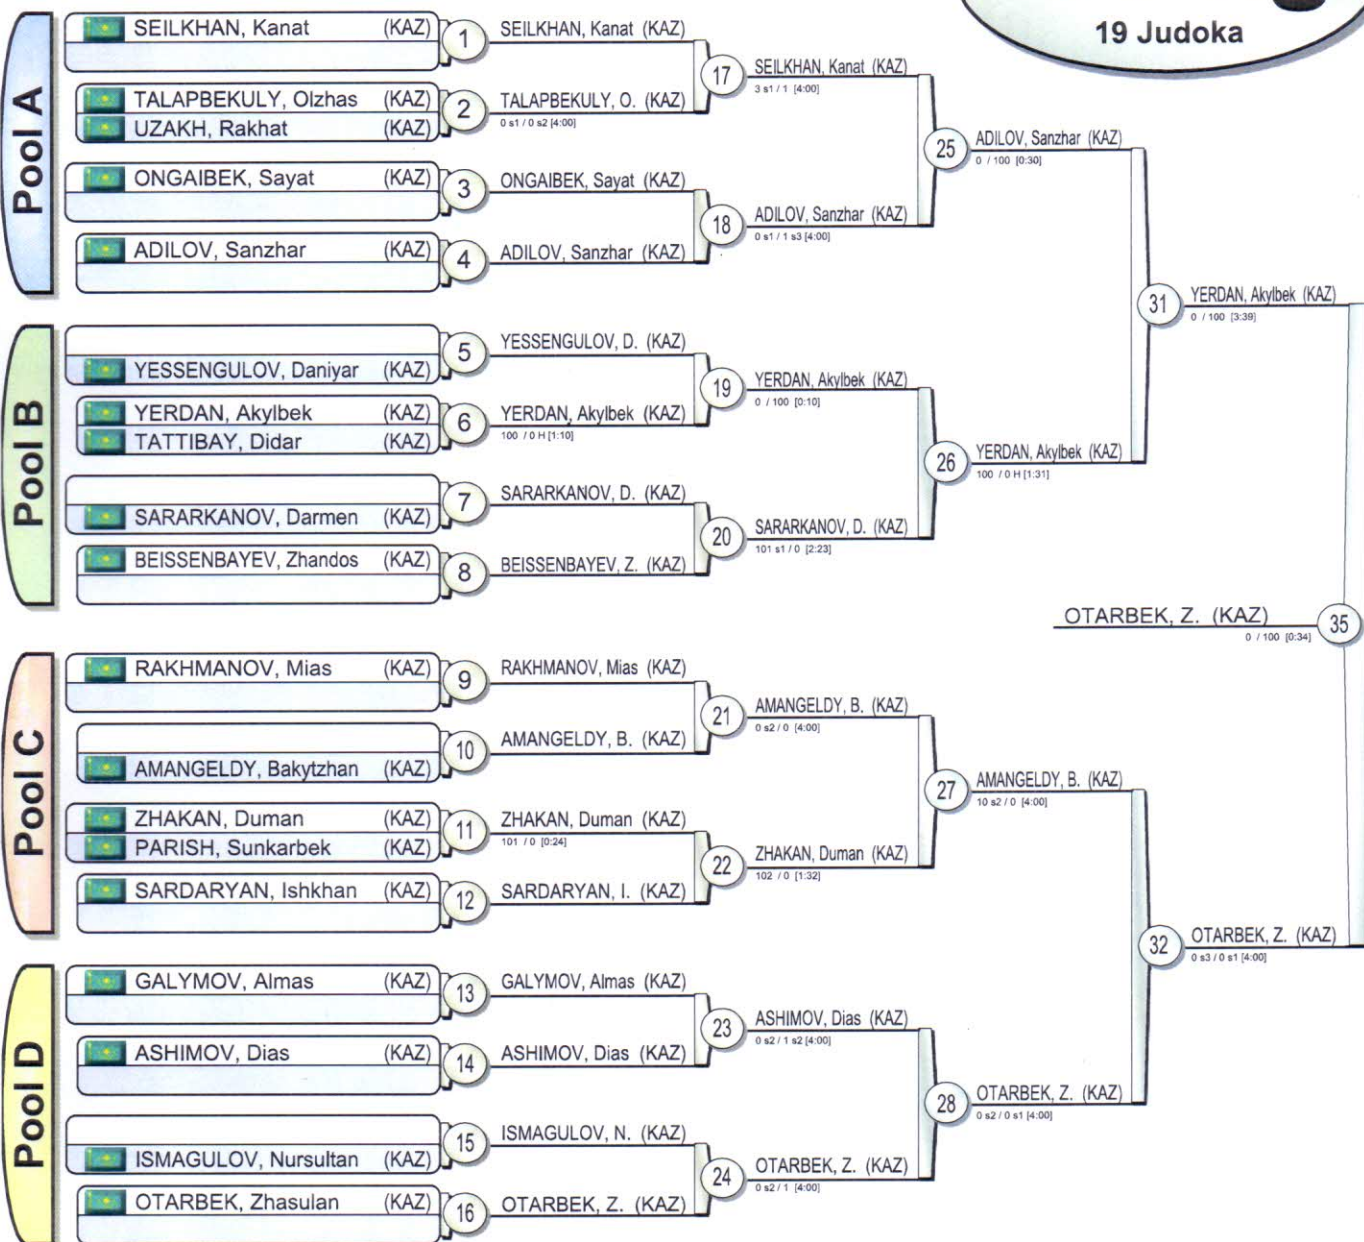 19 Judoka
Pool A
SEILKHAN, Kanat (KAZ)
1
TALAPBEKULY, Olzhas (KAZ)
UZAKH, Rakhat (KAZ)
2
ONGAIBEK, Sayat (KAZ)
3
ADILOV, Sanzhar (KAZ)
4
Pool B
YESSENGULOV, Daniyar (KAZ)
5
YERDAN, Akylbek (KAZ)
TATTIBAY, Didar (KAZ)
6
SARARKANOV, Darmen (KAZ)
7
BEISSENBAYEV, Zhandos (KAZ)
8
Pool C
RAKHMANOV, Mias (KAZ)
9
AMANGELDY, Bakytzhan (KAZ)
10
ZHAKAN, Duman (KAZ)
PARISH, Sunkarbek (KAZ)
11
SARDARYAN, Ishkhan (KAZ)
12
Pool D
GALYMOV, Almas (KAZ)
13
ASHIMOV, Dias (KAZ)
14
ISMAGULOV, Nursultan (KAZ)
15
OTARBEK, Zhasulan (KAZ)
16
SEILKHAN, Kanat (KAZ)
TALAPBEKULY, O. (KAZ)
0 s1 / 0 s2 [4:00]
17
ONGAIBEK, Sayat (KAZ)
ADILOV, Sanzhar (KAZ)
18
YESSENGULOV, D. (KAZ)
YERDAN, Akylbek (KAZ)
100 / 0 H [1:10]
19
SARARKANOV, D. (KAZ)
BEISSENBAYEV, Z. (KAZ)
20
RAKHMANOV, Mias (KAZ)
AMANGELDY, B. (KAZ)
21
ZHAKAN, Duman (KAZ)
101 / 0 [0:24]
SARDARYAN, I. (KAZ)
22
GALYMOV, Almas (KAZ)
ASHIMOV, Dias (KAZ)
23
ISMAGULOV, N. (KAZ)
OTARBEK, Z. (KAZ)
24
SEILKHAN, Kanat (KAZ)
3 s1 / 1 [4:00]
ADILOV, Sanzhar (KAZ)
0 s1 / 1 s3 [4:00]
25
YERDAN, Akylbek (KAZ)
0 / 100 [0:10]
SARARKANOV, D. (KAZ)
101 s1 / 0 [2:23]
26
AMANGELDY, B. (KAZ)
0 s2 / 0 [4:00]
ZHAKAN, Duman (KAZ)
102 / 0 [1:32]
27
ASHIMOV, Dias (KAZ)
0 s2 / 1 s2 [4:00]
OTARBEK, Z. (KAZ)
0 s2 / 1 [4:00]
28
ADILOV, Sanzhar (KAZ)
0 / 100 [0:30]
YERDAN, Akylbek (KAZ)
100 / 0 H [1:31]
31
AMANGELDY, B. (KAZ)
10 s2 / 0 [4:00]
OTARBEK, Z. (KAZ)
0 s2 / 0 s1 [4:00]
32
YERDAN, Akylbek (KAZ)
0 / 100 [3:39]
OTARBEK, Z. (KAZ)
0 s3 / 0 s1 [4:00]
OTARBEK, Z. (KAZ)
0 / 100 [0:34]
35